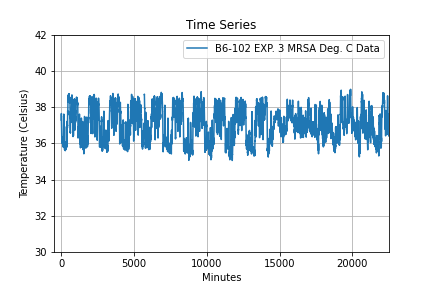 Time Series
B6-102 EXP. 3 MRSA Deg. C Data
Temperature (Celsius)
42
40
38
36
34
32
30
0 5000 10000 15000 20000
Minutes